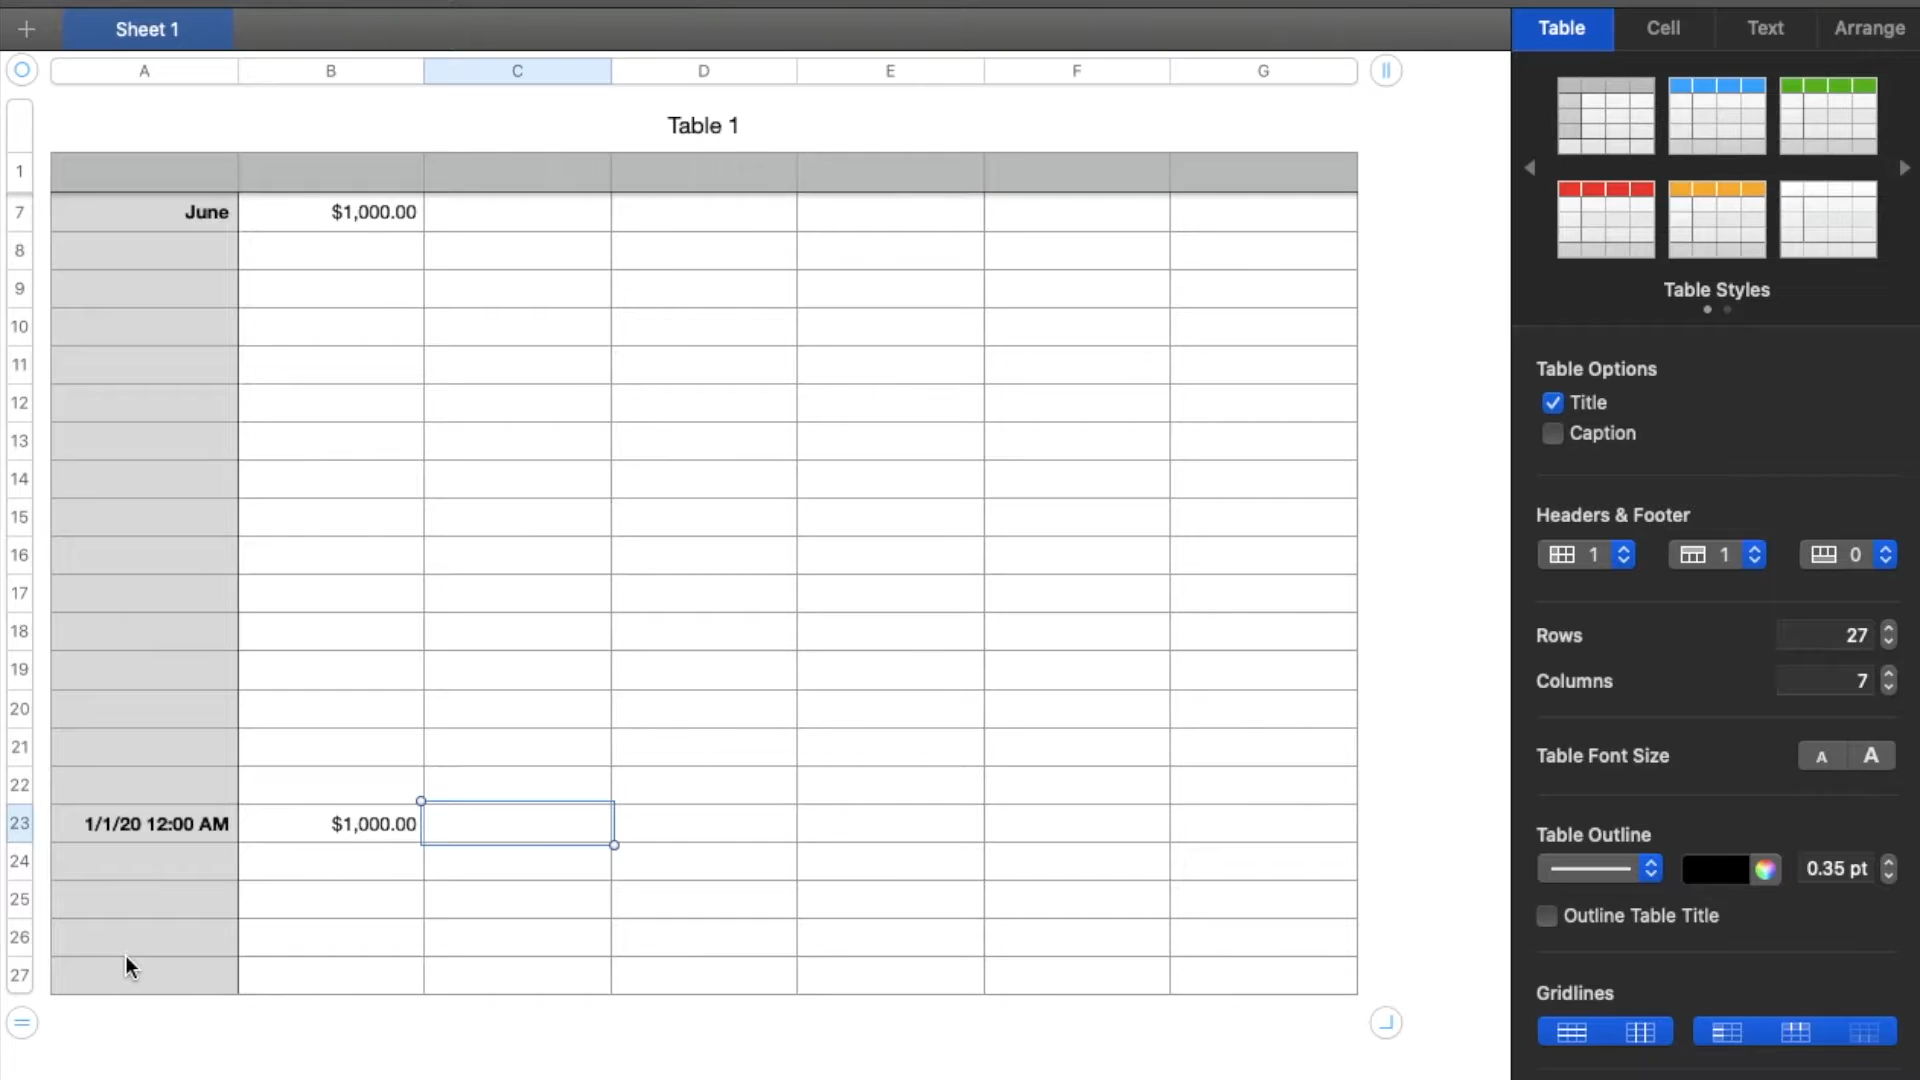 Sheet 1
Table Cell Text Arrange
A B C D E F G
Table 1
1
7 June $1,000.00
8
9
10
11
12
13
14
15
16
17
18
19
20
21
22
23 1/1/20 12:00 AM $1,000.00
24
25
26
27
Table Styles
Table Options
Title
Caption
Headers & Footer
1 1 0
Rows 27
Columns 7
Table Font Size A A
Table Outline
0.35 pt
Outline Table Title
Gridlines